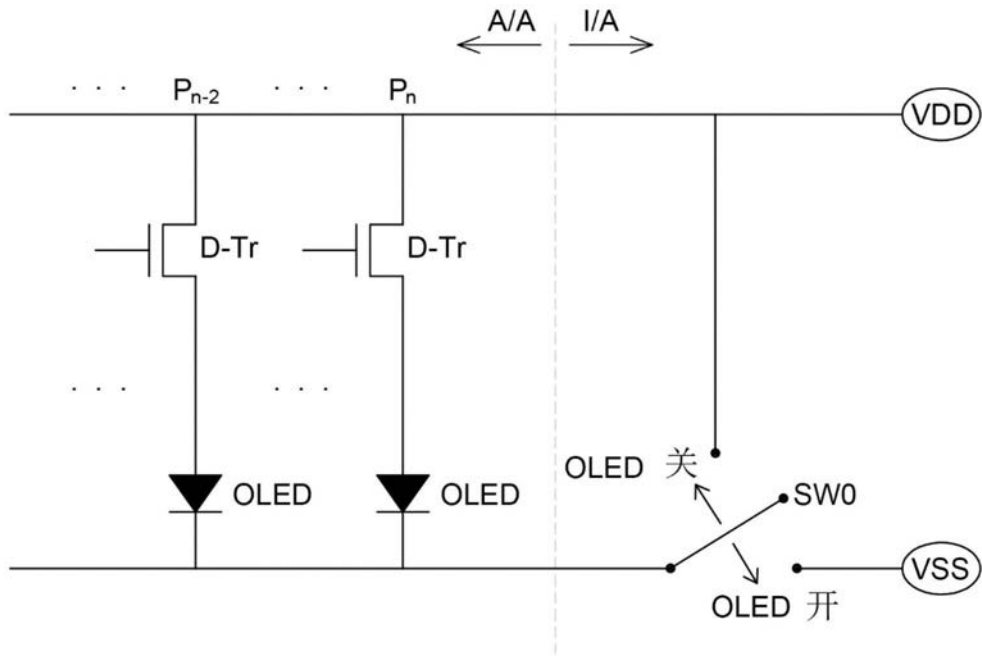 A/A I/A
· · · Pn-2 · · · Pn
VDD
D-Tr D-Tr
· · · · · ·
OLED 关
OLED OLED SW0
VSS
OLED 开